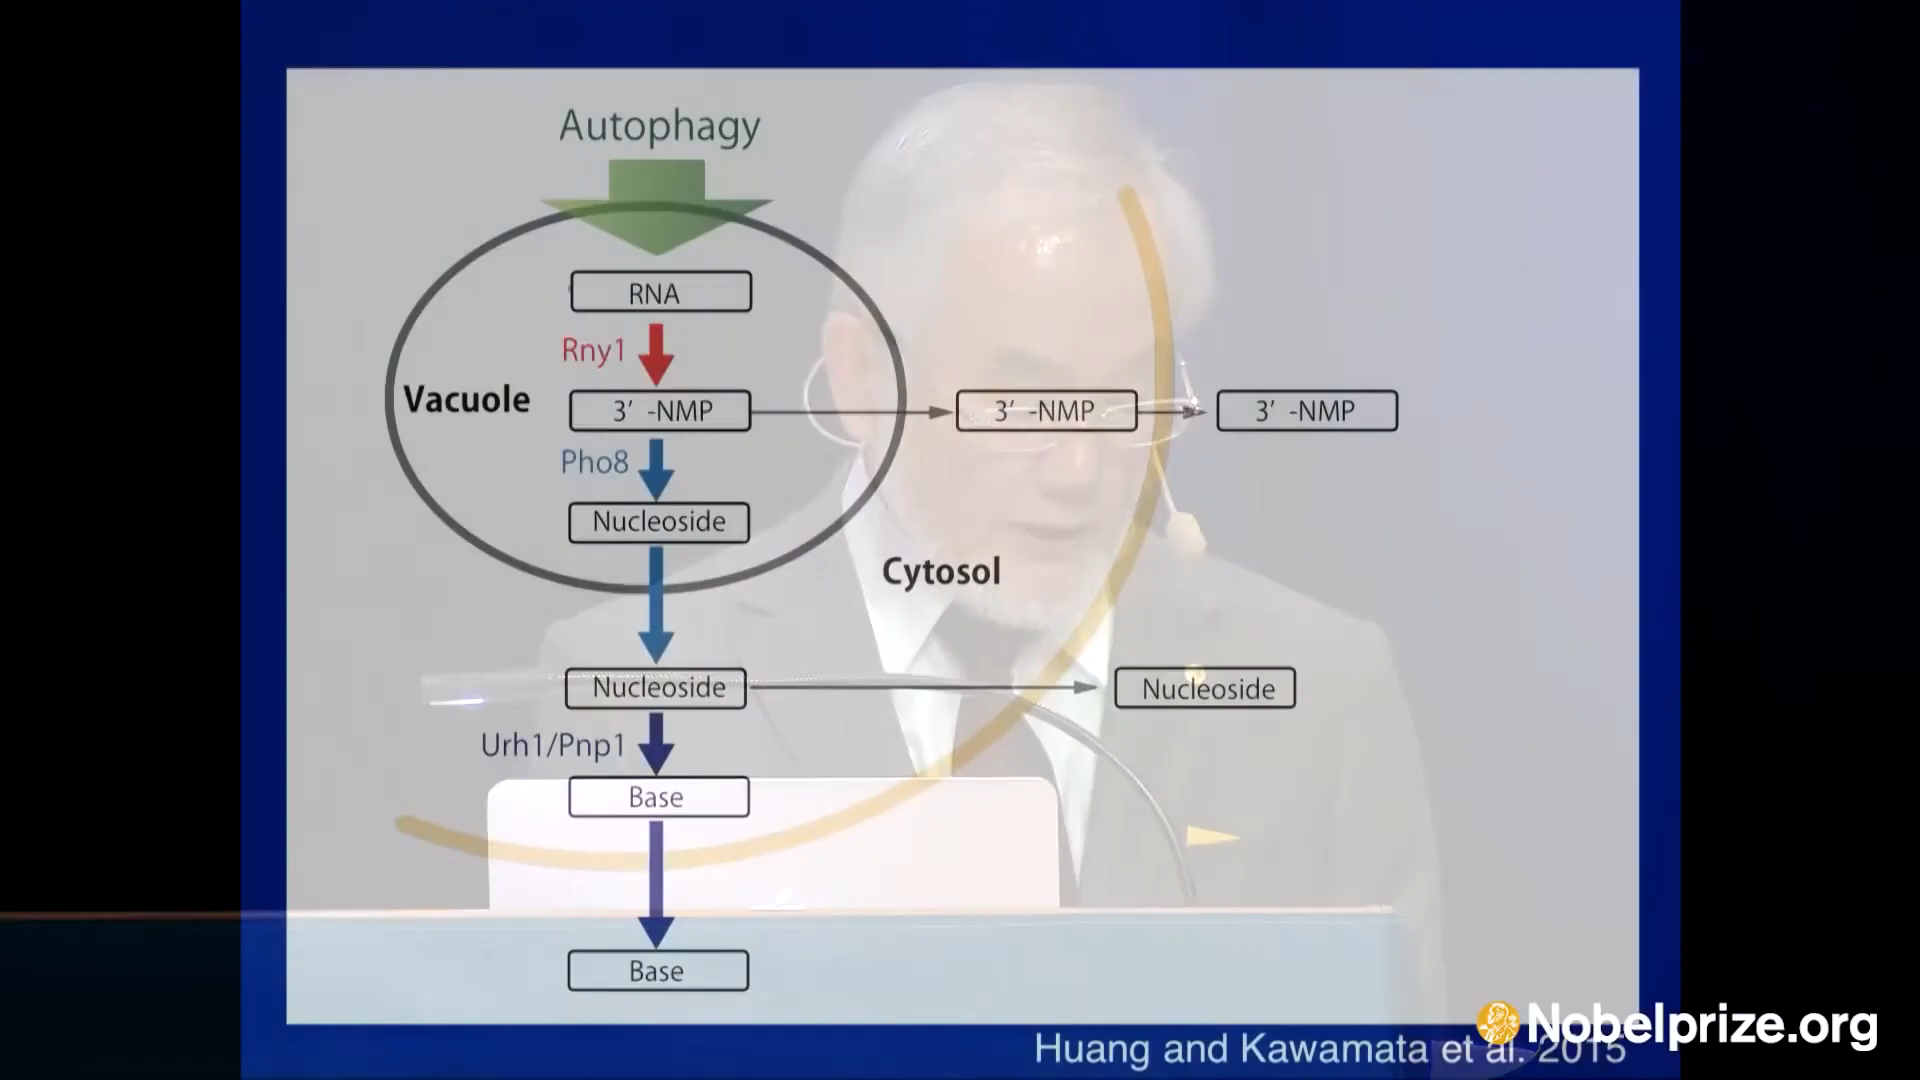 Autophagy
RNA
Rny1
Vacuole
3' -NMP
3' -NMP
3' -NMP
Pho8
Nucleoside
Cytosol
Nucleoside
Nucleoside
Urh1/Pnp1
Base
Base
Nobelprize.org
Huang and Kawamata et al. 2015